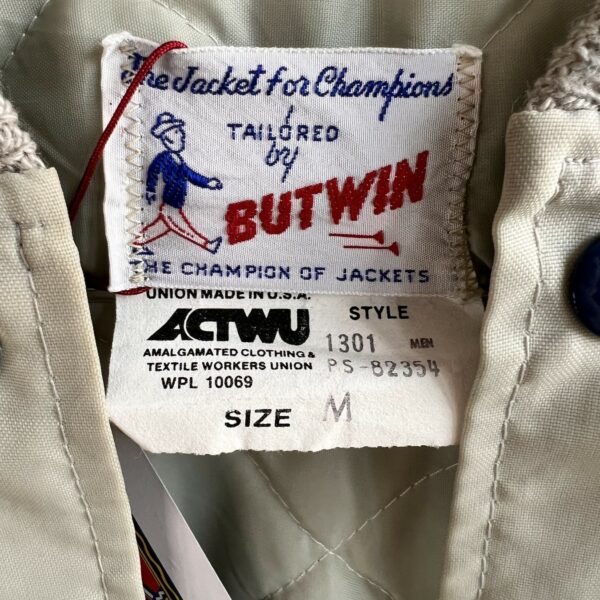 The Jacket for Champions
TAILORED
by
BUTWIN
THE CHAMPION OF JACKETS
UNION MADE IN U.S.A.
ACTWU
AMALGAMATED CLOTHING &
TEXTILE WORKERS UNION
WPL 10069
STYLE
1301 MEN
PS-82354
SIZE M